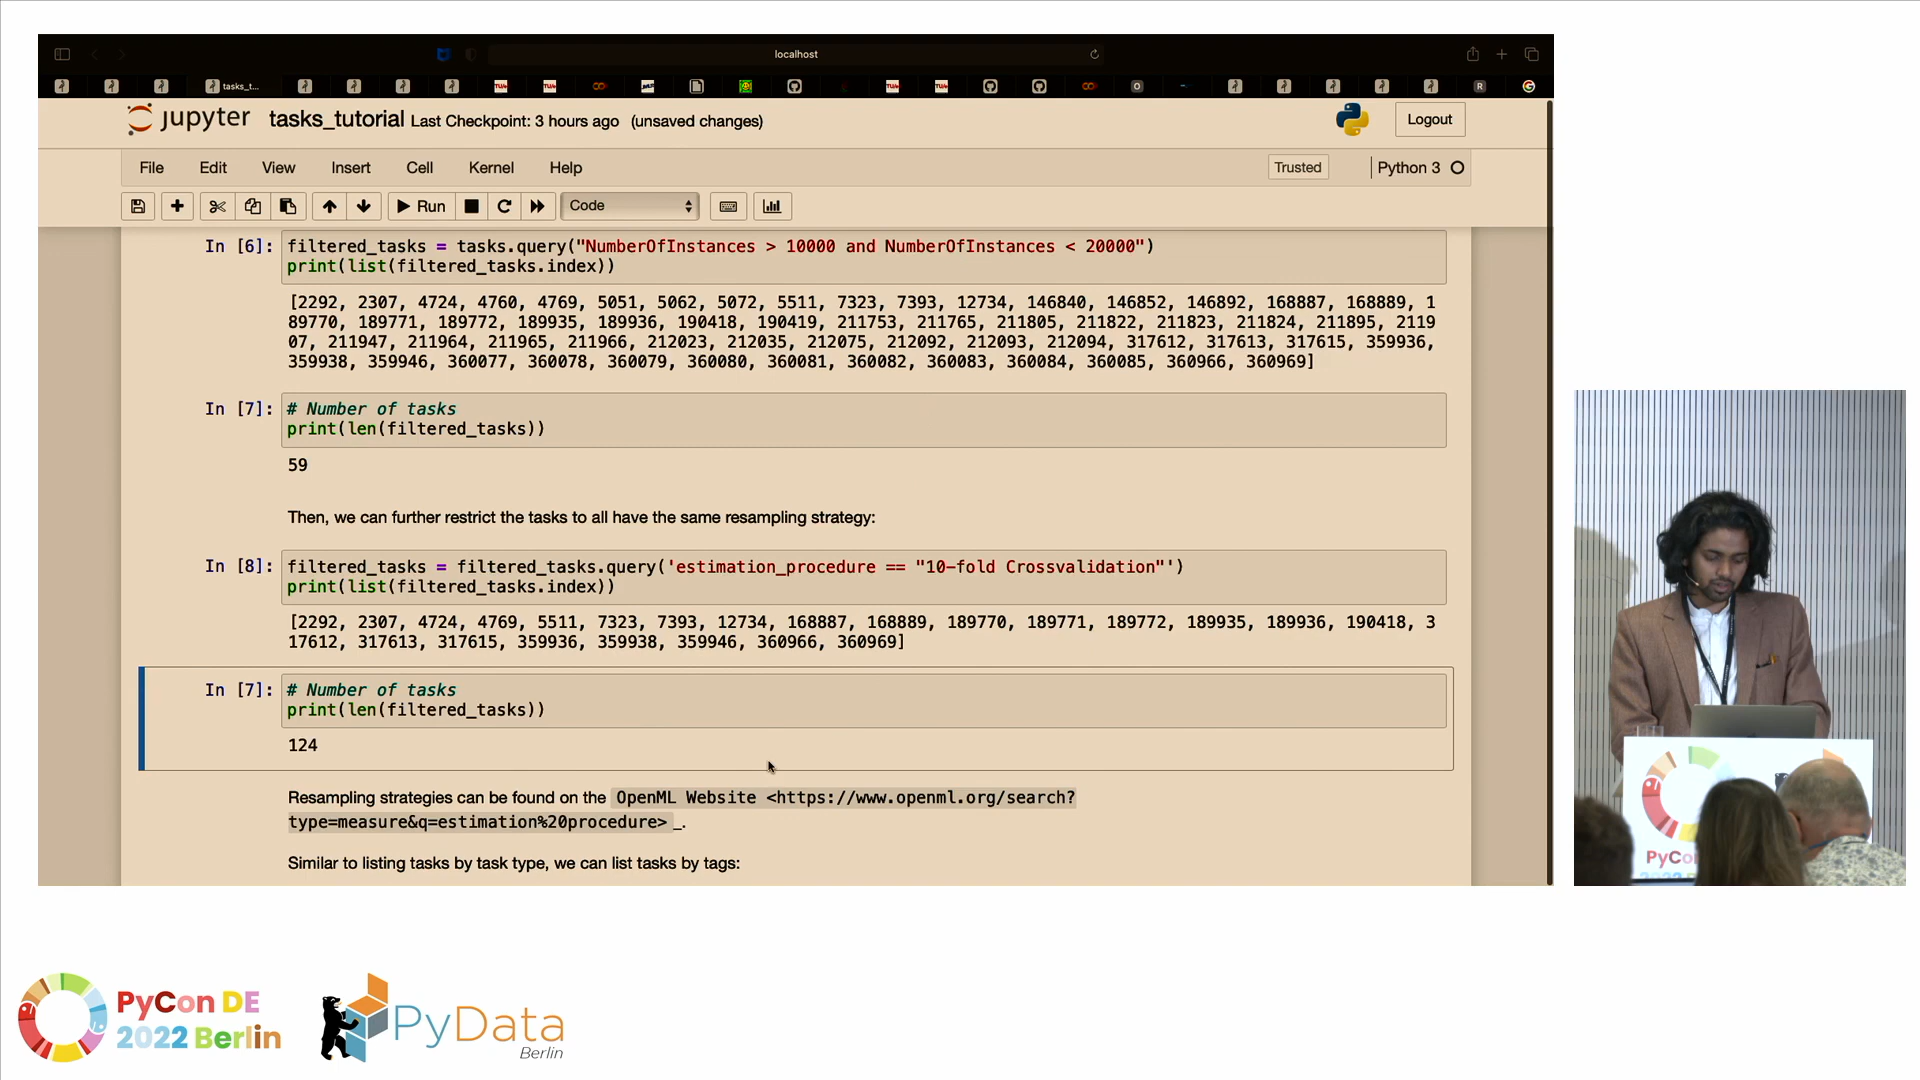 localhost
tasks_t...
jupyter tasks_tutorial Last Checkpoint: 3 hours ago (unsaved changes)
Logout
File Edit View Insert Cell Kernel Help
Trusted
Python 3
Run
Code
In [6]: filtered_tasks = tasks.query("NumberOfInstances > 10000 and NumberOfInstances < 20000")
print(list(filtered_tasks.index))
[2292, 2307, 4724, 4760, 4769, 5051, 5062, 5072, 5511, 7323, 7393, 12734, 146840, 146852, 146892, 168887, 168889, 1
89770, 189771, 189772, 189935, 189936, 190418, 190419, 211753, 211765, 211805, 211822, 211823, 211824, 211895, 2119
07, 211947, 211964, 211965, 211966, 212023, 212035, 212075, 212092, 212093, 212094, 317612, 317613, 317615, 359936,
359938, 359946, 360077, 360078, 360079, 360080, 360081, 360082, 360083, 360084, 360085, 360966, 360969]
In [7]: # Number of tasks
print(len(filtered_tasks))
59
Then, we can further restrict the tasks to all have the same resampling strategy:
In [8]: filtered_tasks = filtered_tasks.query('estimation_procedure == "10-fold Crossvalidation"')
print(list(filtered_tasks.index))
[2292, 2307, 4724, 4769, 5511, 7323, 7393, 12734, 168887, 168889, 189770, 189771, 189772, 189935, 189936, 190418, 3
17612, 317613, 317615, 359936, 359938, 359946, 360966, 360969]
In [7]: # Number of tasks
print(len(filtered_tasks))
124
Resampling strategies can be found on the OpenML Website <https://www.openml.org/search?
type=measure&q=estimation%20procedure> _.
Similar to listing tasks by task type, we can list tasks by tags:
PyCon DE
2022 Berlin
PyData
Berlin